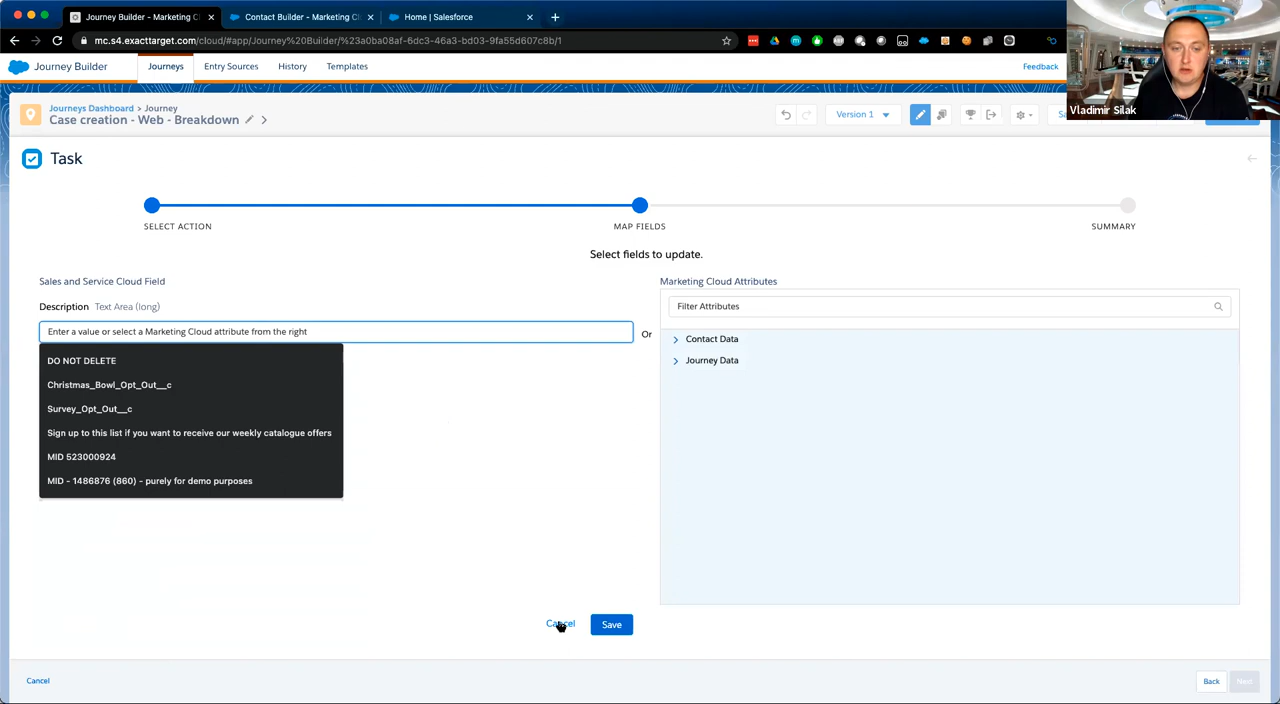 Journey Builder - Marketing C
Contact Builder - Marketing C
Home | Salesforce
mc.s4.exacttarget.com/cloud/#app/Journey%20Builder/%23a0ba08af-6dc3-46a3-bd03-9fa55d607c8b/1
Journey Builder
Journeys
Entry Sources
History
Templates
Feedback
Vladimir Silak
Journeys Dashboard > Journey
Case creation - Web - Breakdown
Version 1
Task
SELECT ACTION
MAP FIELDS
SUMMARY
Select fields to update.
Sales and Service Cloud Field
Marketing Cloud Attributes
Description Text Area (long)
Filter Attributes
Enter a value or select a Marketing Cloud attribute from the right
Or
Contact Data
Journey Data
DO NOT DELETE
Christmas_Bowl_Opt_Out__c
Survey_Opt_Out__c
Sign up to this list if you want to receive our weekly catalogue offers
MID 523000924
MID - 1486876 (860) - purely for demo purposes
Cancel
Save
Cancel
Back
Next